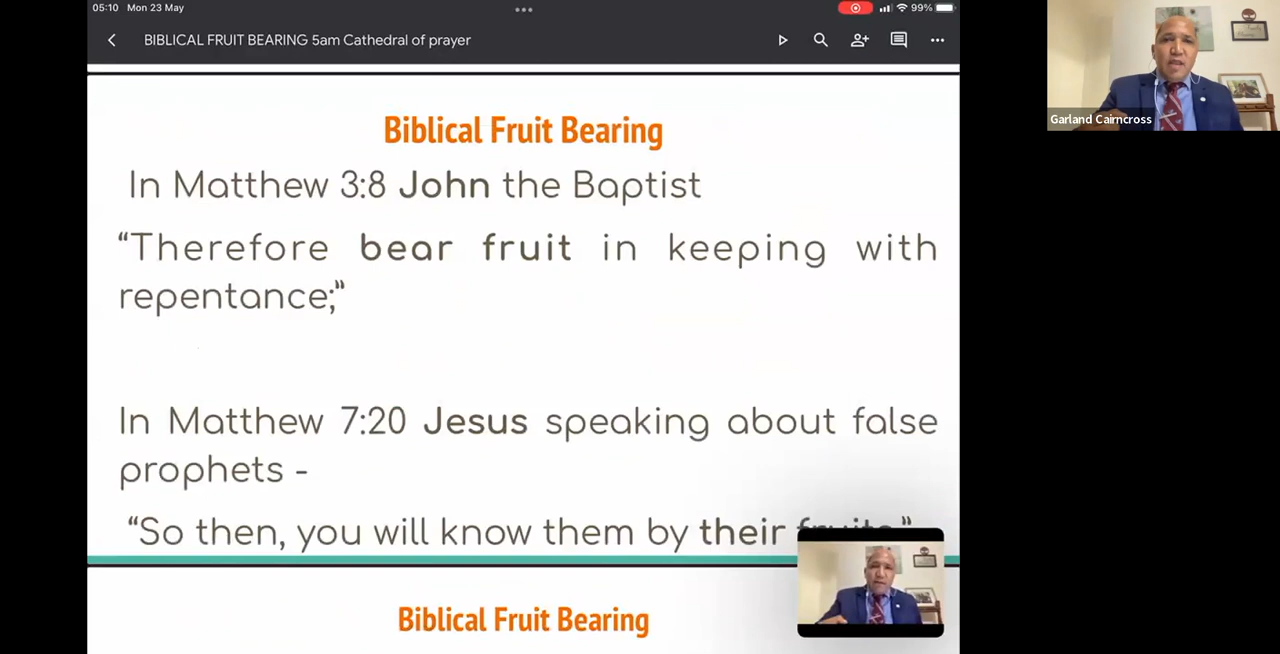 05:10 Mon 23 May
99%
BIBLICAL FRUIT BEARING 5am Cathedral of prayer
Garland Cairncross
Biblical Fruit Bearing
In Matthew 3:8 John the Baptist
“Therefore bear fruit in keeping with
repentance;”
In Matthew 7:20 Jesus speaking about false
prophets -
“So then, you will know them by their fruits.”
Biblical Fruit Bearing